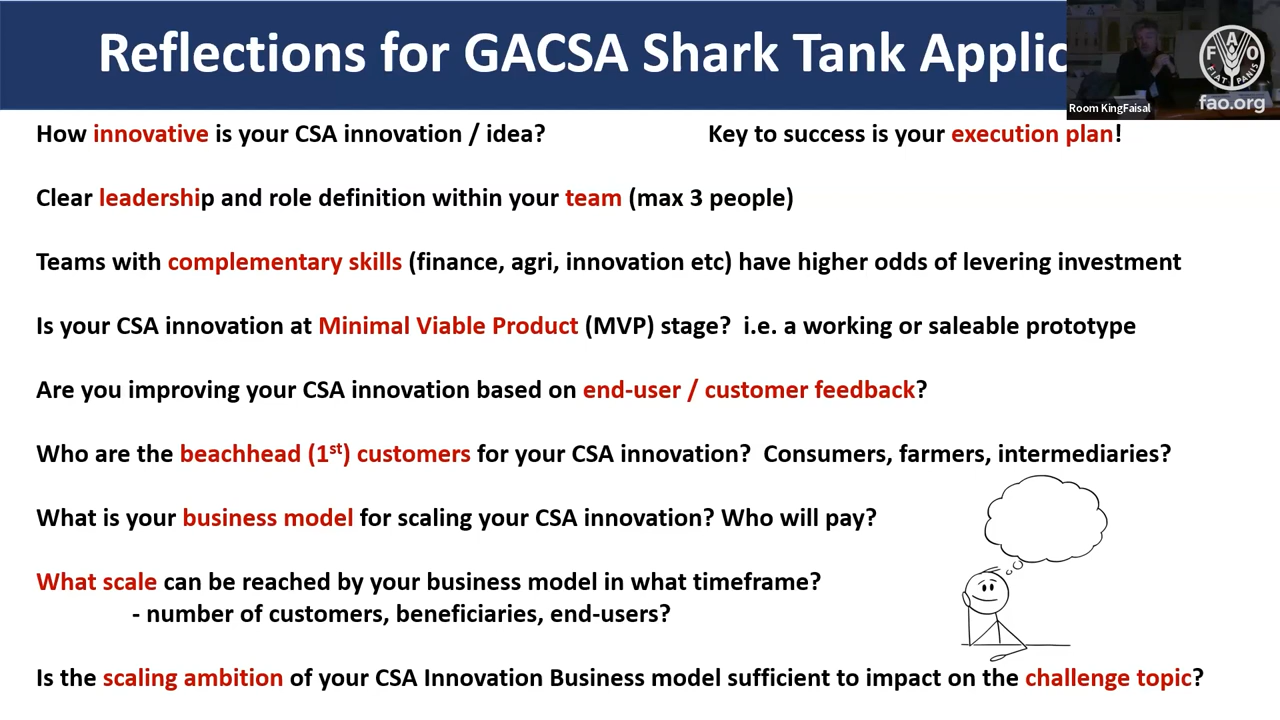 Reflections for GACSA Shark Tank Applic
Room KingFaisal
F A O
FIAT PANIS
fao.org
How innovative is your CSA innovation / idea?
Key to success is your execution plan!
Clear leadership and role definition within your team (max 3 people)
Teams with complementary skills (finance, agri, innovation etc) have higher odds of levering investment
Is your CSA innovation at Minimal Viable Product (MVP) stage? i.e. a working or saleable prototype
Are you improving your CSA innovation based on end-user / customer feedback?
Who are the beachhead (1st) customers for your CSA innovation? Consumers, farmers, intermediaries?
What is your business model for scaling your CSA innovation? Who will pay?
What scale can be reached by your business model in what timeframe?
- number of customers, beneficiaries, end-users?
Is the scaling ambition of your CSA Innovation Business model sufficient to impact on the challenge topic?